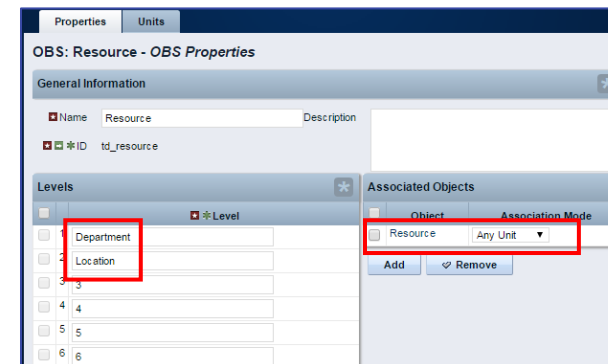 Properties Units
OBS: Resource - OBS Properties
General Information
Name Resource Description
ID td_resource
Levels
Level
1 Department
2 Location
3 3
4 4
5 5
6 6
Associated Objects
Object Association Mode
Resource Any Unit
Add Remove